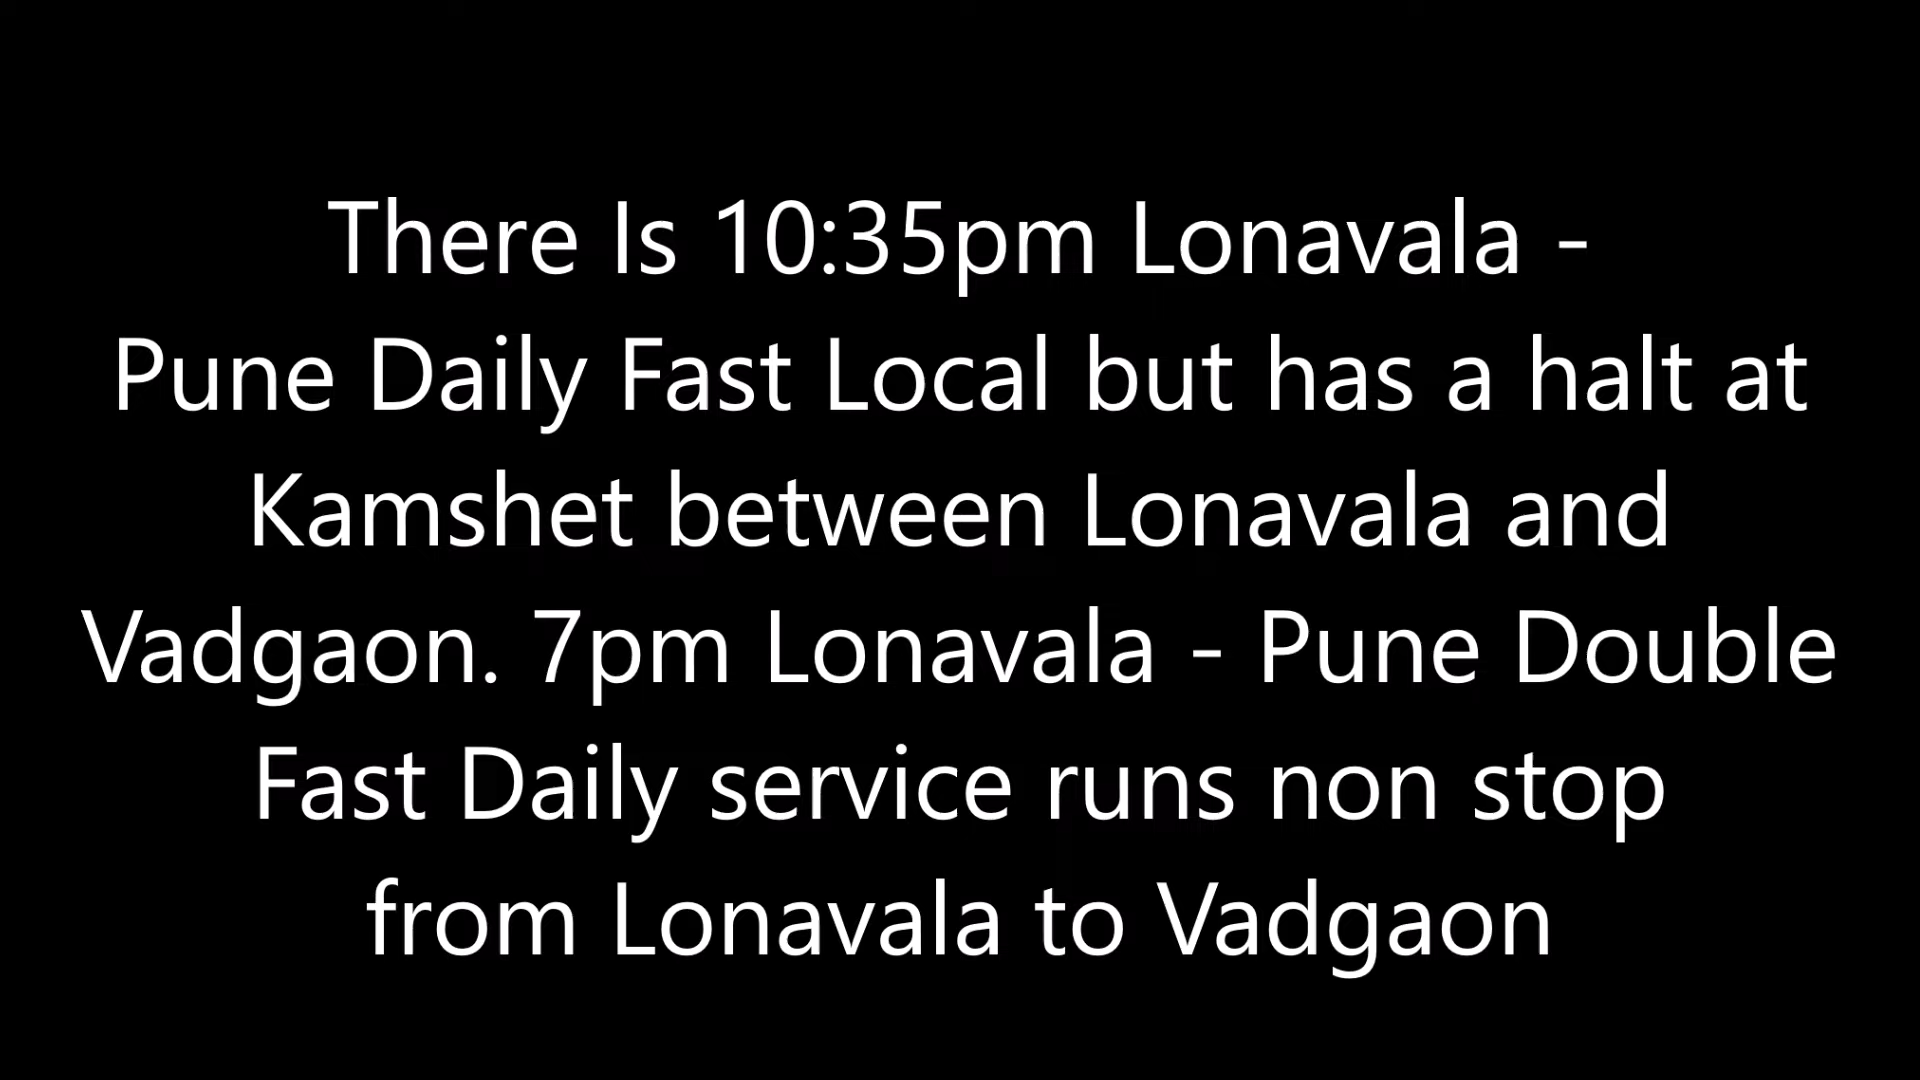 There Is 10:35pm Lonavala -
Pune Daily Fast Local but has a halt at
Kamshet between Lonavala and
Vadgaon. 7pm Lonavala - Pune Double
Fast Daily service runs non stop
from Lonavala to Vadgaon